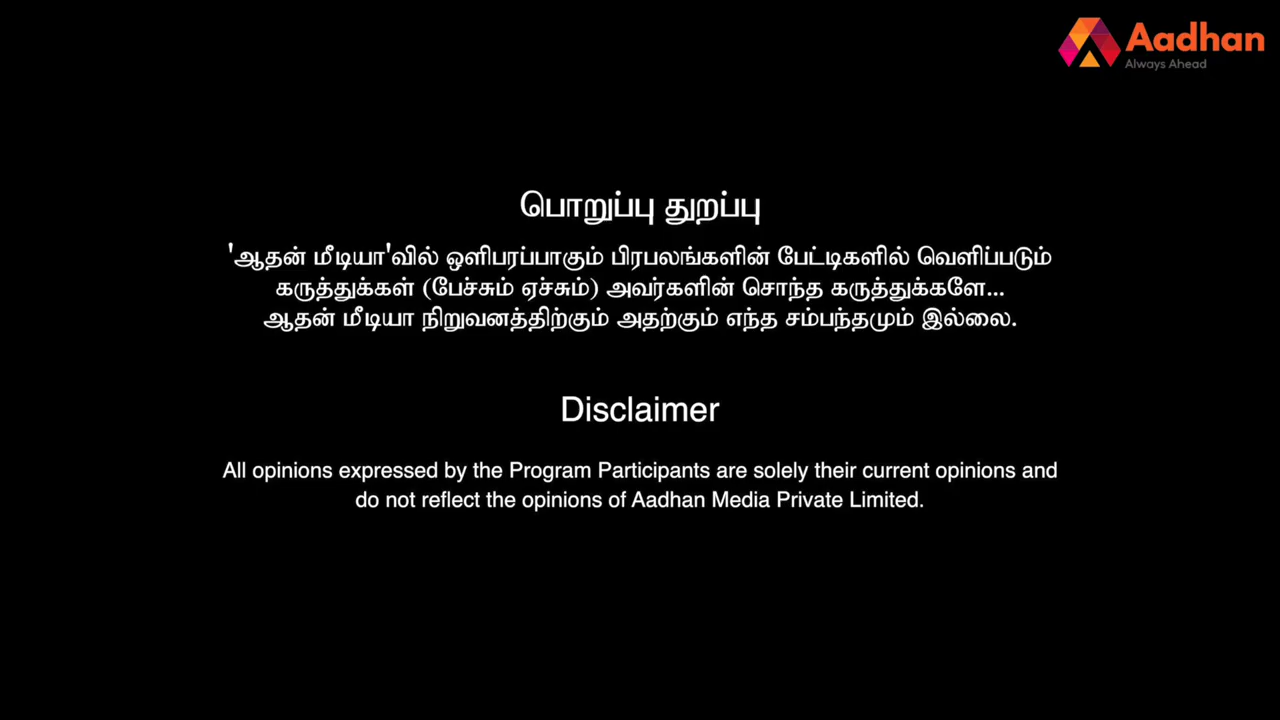 Aadhan
Always Ahead
பொறுப்பு துறப்பு
'ஆதன் மீடியா'வில் ஒளிபரப்பாகும் பிரபலங்களின் பேட்டிகளில் வெளிப்படும்
கருத்துக்கள் (பேச்சும் ஏச்சும்) அவர்களின் சொந்த கருத்துக்களே...
ஆதன் மீடியா நிறுவனத்திற்கும் அதற்கும் எந்த சம்பந்தமும் இல்லை.
Disclaimer
All opinions expressed by the Program Participants are solely their current opinions and
do not reflect the opinions of Aadhan Media Private Limited.